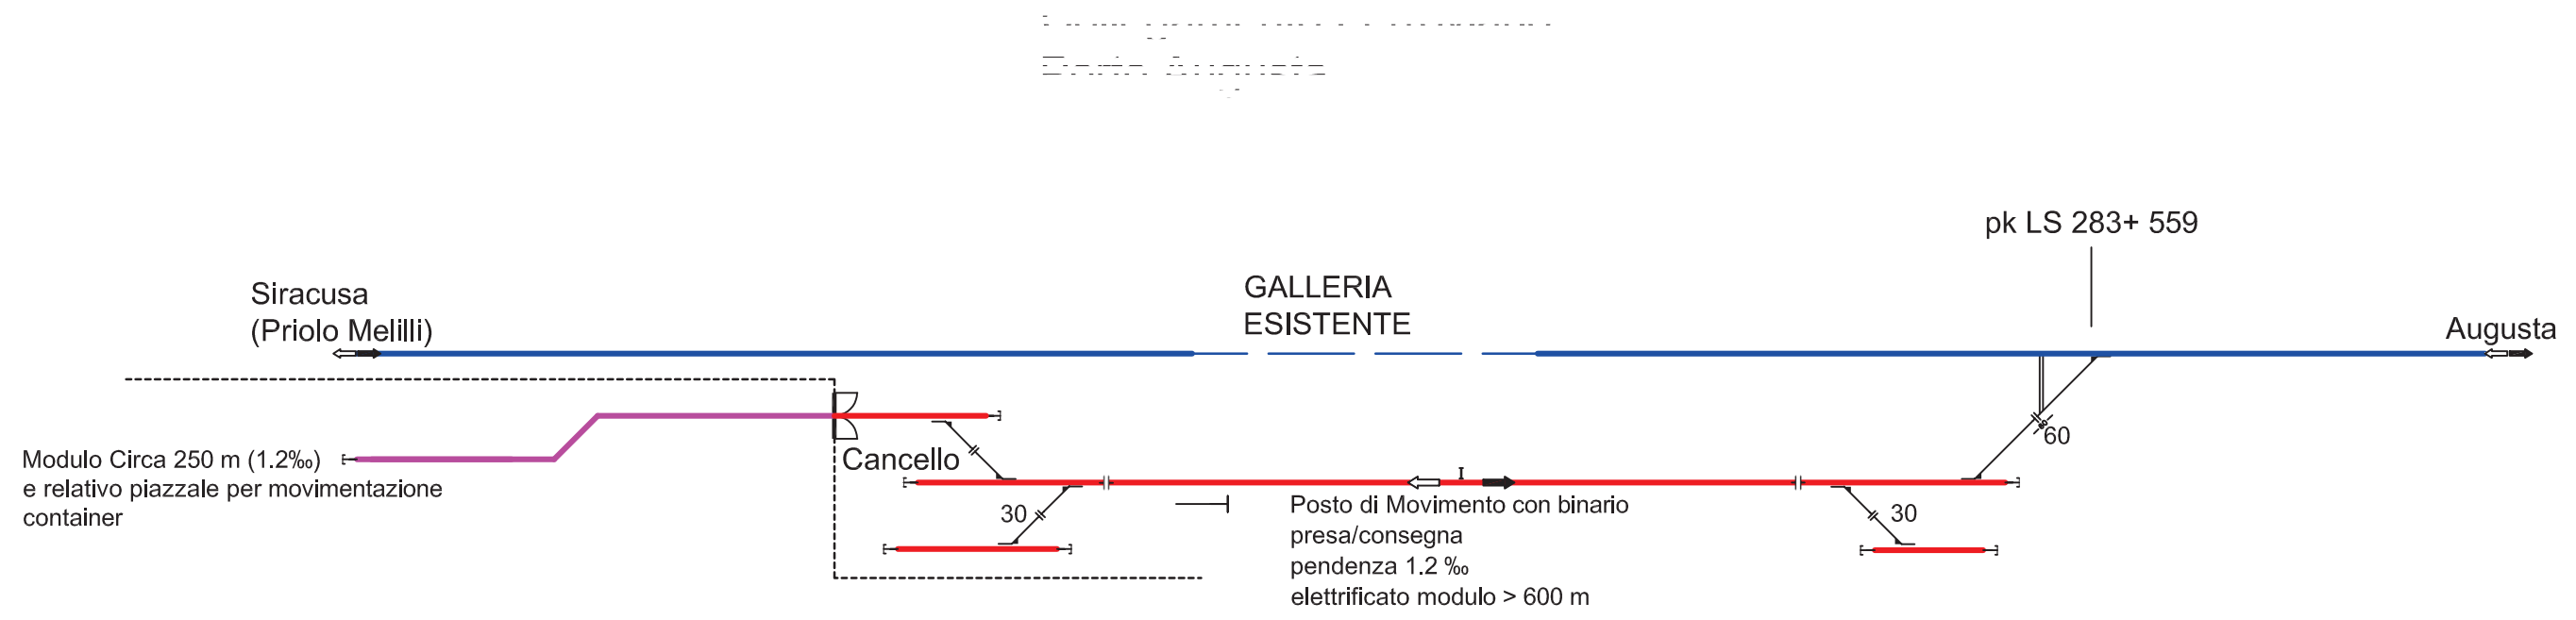 pk LS 283+ 559
Siracusa
(Priolo Melilli)
GALLERIA
ESISTENTE
Augusta
Cancello
Modulo Circa 250 m (1.2‰)
e relativo piazzale per movimentazione
container
60
I
30
30
Posto di Movimento con binario
presa/consegna
pendenza 1.2 ‰
elettrificato modulo > 600 m